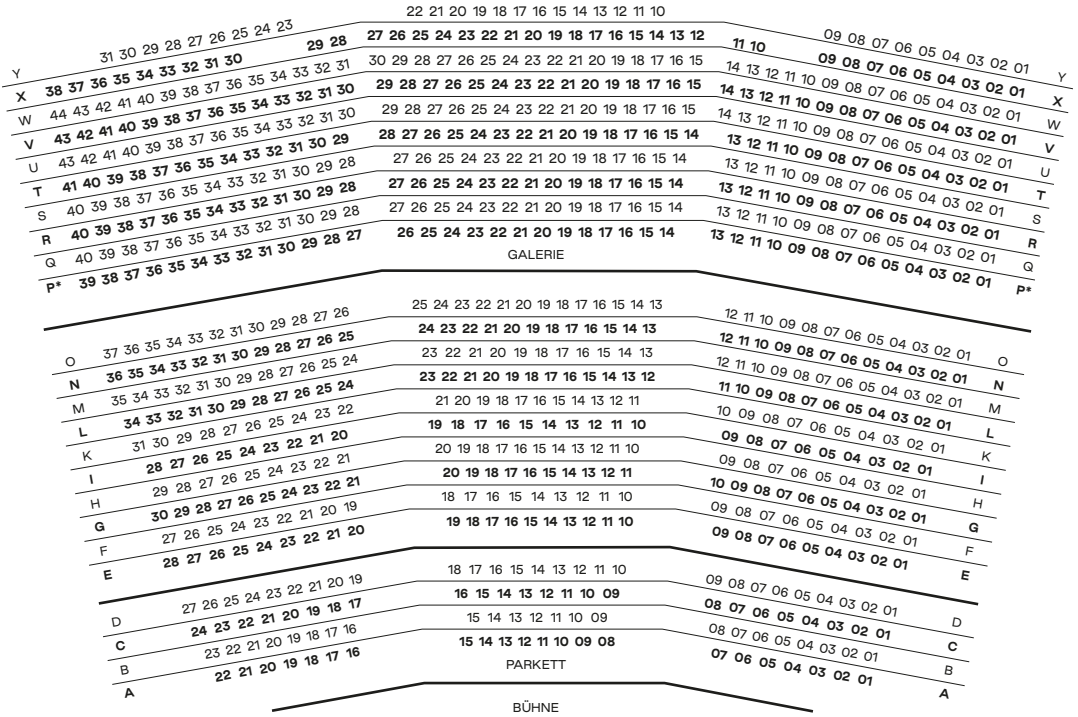 Y 31 30 29 28 27 26 25 24 23 22 21 20 19 18 17 16 15 14 13 12 11 10 09 08 07 06 05 04 03 02 01 Y
X 38 37 36 35 34 33 32 31 30 29 28 27 26 25 24 23 22 21 20 19 18 17 16 15 14 13 12 11 10 09 08 07 06 05 04 03 02 01 X
W 44 43 42 41 40 39 38 37 36 35 34 33 32 31 30 29 28 27 26 25 24 23 22 21 20 19 18 17 16 15 14 13 12 11 10 09 08 07 06 05 04 03 02 01 W
V 43 42 41 40 39 38 37 36 35 34 33 32 31 30 29 28 27 26 25 24 23 22 21 20 19 18 17 16 15 14 13 12 11 10 09 08 07 06 05 04 03 02 01 V
U 43 42 41 40 39 38 37 36 35 34 33 32 31 30 29 28 27 26 25 24 23 22 21 20 19 18 17 16 15 14 13 12 11 10 09 08 07 06 05 04 03 02 01 U
T 41 40 39 38 37 36 35 34 33 32 31 30 29 28 27 26 25 24 23 22 21 20 19 18 17 16 15 14 13 12 11 10 09 08 07 06 05 04 03 02 01 T
S 40 39 38 37 36 35 34 33 32 31 30 29 28 27 26 25 24 23 22 21 20 19 18 17 16 15 14 13 12 11 10 09 08 07 06 05 04 03 02 01 S
R 40 39 38 37 36 35 34 33 32 31 30 29 28 27 26 25 24 23 22 21 20 19 18 17 16 15 14 13 12 11 10 09 08 07 06 05 04 03 02 01 R
Q 40 39 38 37 36 35 34 33 32 31 30 29 28 27 26 25 24 23 22 21 20 19 18 17 16 15 14 13 12 11 10 09 08 07 06 05 04 03 02 01 Q
P* 39 38 37 36 35 34 33 32 31 30 29 28 27 26 25 24 23 22 21 20 19 18 17 16 15 14 13 12 11 10 09 08 07 06 05 04 03 02 01 P*
GALERIE
O 37 36 35 34 33 32 31 30 29 28 27 26 25 24 23 22 21 20 19 18 17 16 15 14 13 12 11 10 09 08 07 06 05 04 03 02 01 O
N 36 35 34 33 32 31 30 29 28 27 26 25 24 23 22 21 20 19 18 17 16 15 14 13 12 11 10 09 08 07 06 05 04 03 02 01 N
M 35 34 33 32 31 30 29 28 27 26 25 24 23 22 21 20 19 18 17 16 15 14 13 12 11 10 09 08 07 06 05 04 03 02 01 M
L 34 33 32 31 30 29 28 27 26 25 24 23 22 21 20 19 18 17 16 15 14 13 12 11 10 09 08 07 06 05 04 03 02 01 L
K 31 30 29 28 27 26 25 24 23 22 21 20 19 18 17 16 15 14 13 12 11 10 09 08 07 06 05 04 03 02 01 K
I 28 27 26 25 24 23 22 21 20 19 18 17 16 15 14 13 12 11 10 09 08 07 06 05 04 03 02 01 I
H 29 28 27 26 25 24 23 22 21 20 19 18 17 16 15 14 13 12 11 10 09 08 07 06 05 04 03 02 01 H
G 30 29 28 27 26 25 24 23 22 21 20 19 18 17 16 15 14 13 12 11 10 09 08 07 06 05 04 03 02 01 G
F 27 26 25 24 23 22 21 20 19 18 17 16 15 14 13 12 11 10 09 08 07 06 05 04 03 02 01 F
E 28 27 26 25 24 23 22 21 20 19 18 17 16 15 14 13 12 11 10 09 08 07 06 05 04 03 02 01 E
D 27 26 25 24 23 22 21 20 19 18 17 16 15 14 13 12 11 10 09 08 07 06 05 04 03 02 01 D
C 24 23 22 21 20 19 18 17 16 15 14 13 12 11 10 09 08 07 06 05 04 03 02 01 C
B 23 22 21 20 19 18 17 16 15 14 13 12 11 10 09 08 07 06 05 04 03 02 01 B
A 22 21 20 19 18 17 16 15 14 13 12 11 10 09 08 07 06 05 04 03 02 01 A
PARKETT
BÜHNE